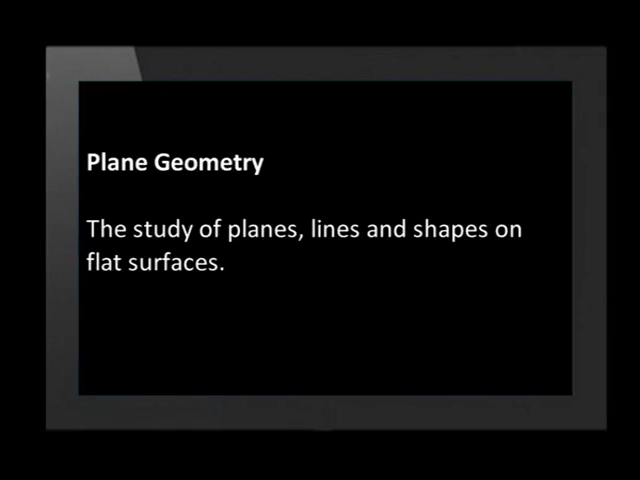 Plane Geometry
The study of planes, lines and shapes on
flat surfaces.